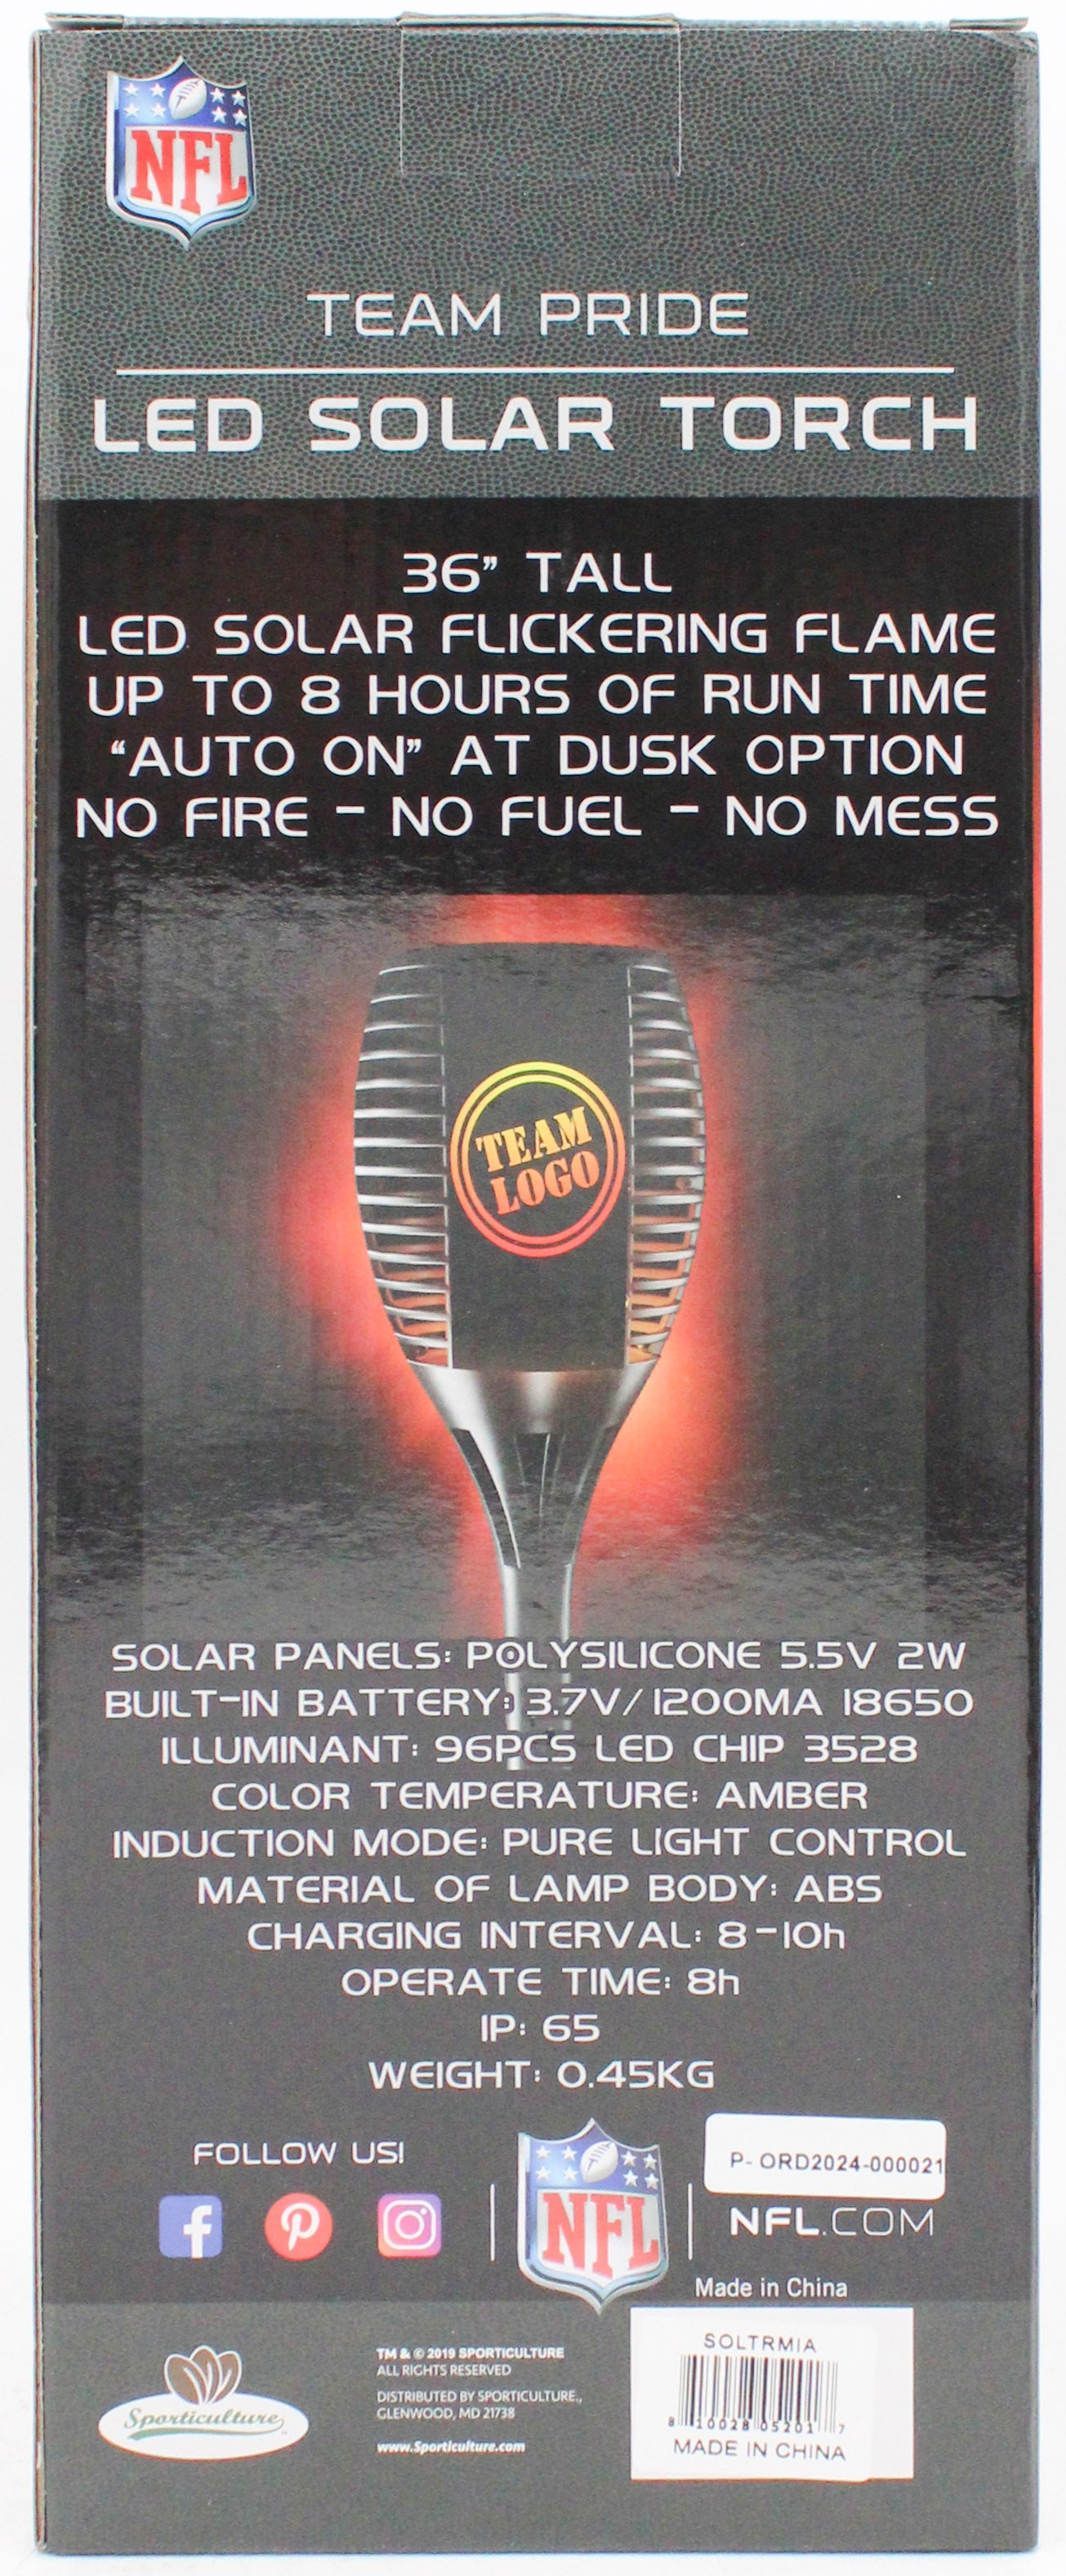 NFL
TEAM PRIDE
LED SOLAR TORCH
36” TALL
LED SOLAR FLICKERING FLAME
UP TO 8 HOURS OF RUN TIME
“AUTO ON” AT DUSK OPTION
NO FIRE - NO FUEL - NO MESS
TEAM
LOGO
SOLAR PANELS: POLYSILICONE 5.5V 2W
BUILT-IN BATTERY: 3.7V/1200MA 18650
ILLUMINANT: 96PCS LED CHIP 3528
COLOR TEMPERATURE: AMBER
INDUCTION MODE: PURE LIGHT CONTROL
MATERIAL OF LAMP BODY: ABS
CHARGING INTERVAL: 8-10h
OPERATE TIME: 8h
IP: 65
WEIGHT: 0.45KG
FOLLOW US!
NFL
P- ORD2024-000021
NFL.COM
Made in China
Sporticulture
TM & © 2019 SPORTICULTURE
ALL RIGHTS RESERVED
DISTRIBUTED BY SPORTICULTURE.,
GLENWOOD, MD 21738
www.Sporticulture.com
SOLTRMIA
8 10028 05201 7
MADE IN CHINA